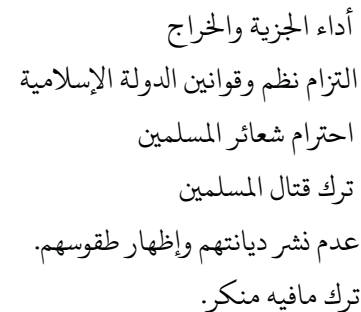 أداء الجزية والخراج
التزام نظم وقوانين الدولة الإسلامية
احترام شعائر المسلمين
ترك قتال المسلمين
عدم نشر ديانتهم وإظهار طقوسهم.
ترك مافيه منكر.